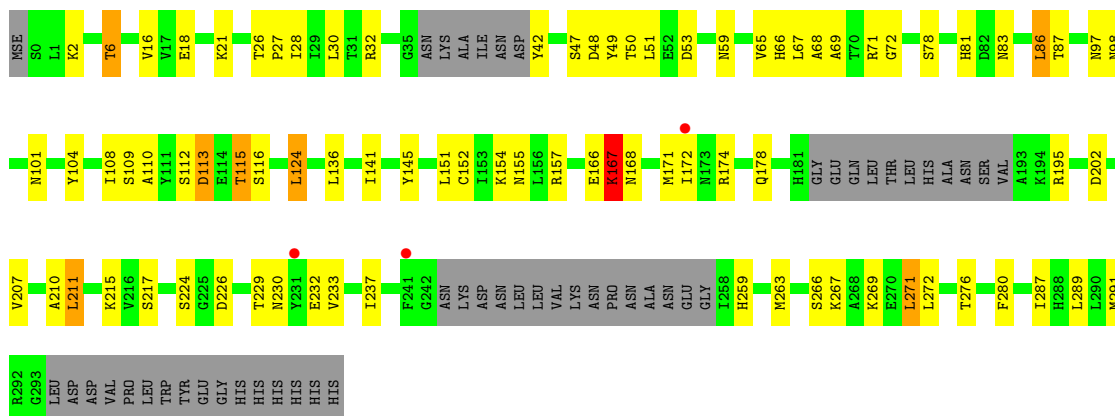 MSE S0 L1 K2 T6 V16 V17 E18 K21 T26 P27 I28 I29 L30 T31 R32 G35 ASN LYS ALA ILE ASN ASP Y42 S47 D48 Y49 T50 L51 E52 D53 N59 V65 H66 L67 A68 A69 T70 R71 G72 S78 H81 D82 N83 L86 T87 N97 N98
N101 Y104 I108 S109 A110 Y111 S112 D113 E114 T115 S116 L124 L136 I141 Y145 L151 C152 I153 K154 N155 L156 R157 E166 K167 N168 M171 I172 N173 R174 Q178 H181 GLY GLU GLN LEU THR LEU HIS ALA ASN SER VAL A193 K194 R195 D202
V207 A210 L211 K215 V216 S217 S224 G225 D226 T229 N230 Y231 E232 V233 I237 F241 G242 ASN LYS ASP ASN LEU LEU VAL LYS ASN PRO ASN ALA ASN GLU GLY I258 H259 M263 S266 K267 A268 K269 E270 L271 L272 T276 F280 I287 H288 L289 L290 M291
R292 G293 LEU ASP ASP VAL PRO LEU TRP TYR GLU GLY HIS HIS HIS HIS HIS HIS